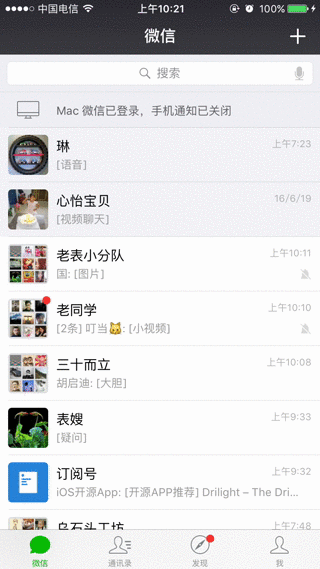 中国电信 上午10:21 100%
微信
搜索
Mac 微信已登录，手机通知已关闭
琳 上午7:23
[语音]
心怡宝贝 16/6/19
[视频聊天]
老表小分队 上午10:11
国: [图片]
老同学 上午10:10
[2条] 叮当🐱: [小视频]
三十而立 上午10:08
胡启迪: [大胆]
表嫂 上午9:33
[疑问]
订阅号 上午9:32
iOS开源App: [开源APP推荐] Drilight – The Dri...
乌石头工坊 上午7:48
微信 通讯录 发现 我